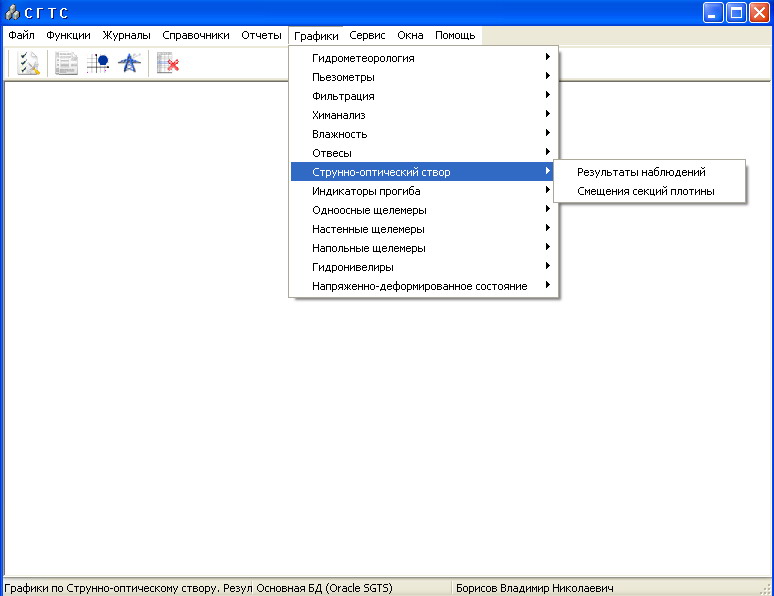 СГТС
Файл Функции Журналы Справочники Отчеты Графики Сервис Окна Помощь
Гидрометеорология
Пьезометры
Фильтрация
Химанализ
Влажность
Отвесы
Струнно-оптический створ
Результаты наблюдений
Смещения секций плотины
Индикаторы прогиба
Одноосные щелемеры
Настенные щелемеры
Напольные щелемеры
Гидронивелиры
Напряженно-деформированное состояние
Графики по Струнно-оптическому створу. Резул Основная БД (Oracle SGTS) Борисов Владимир Николаевич